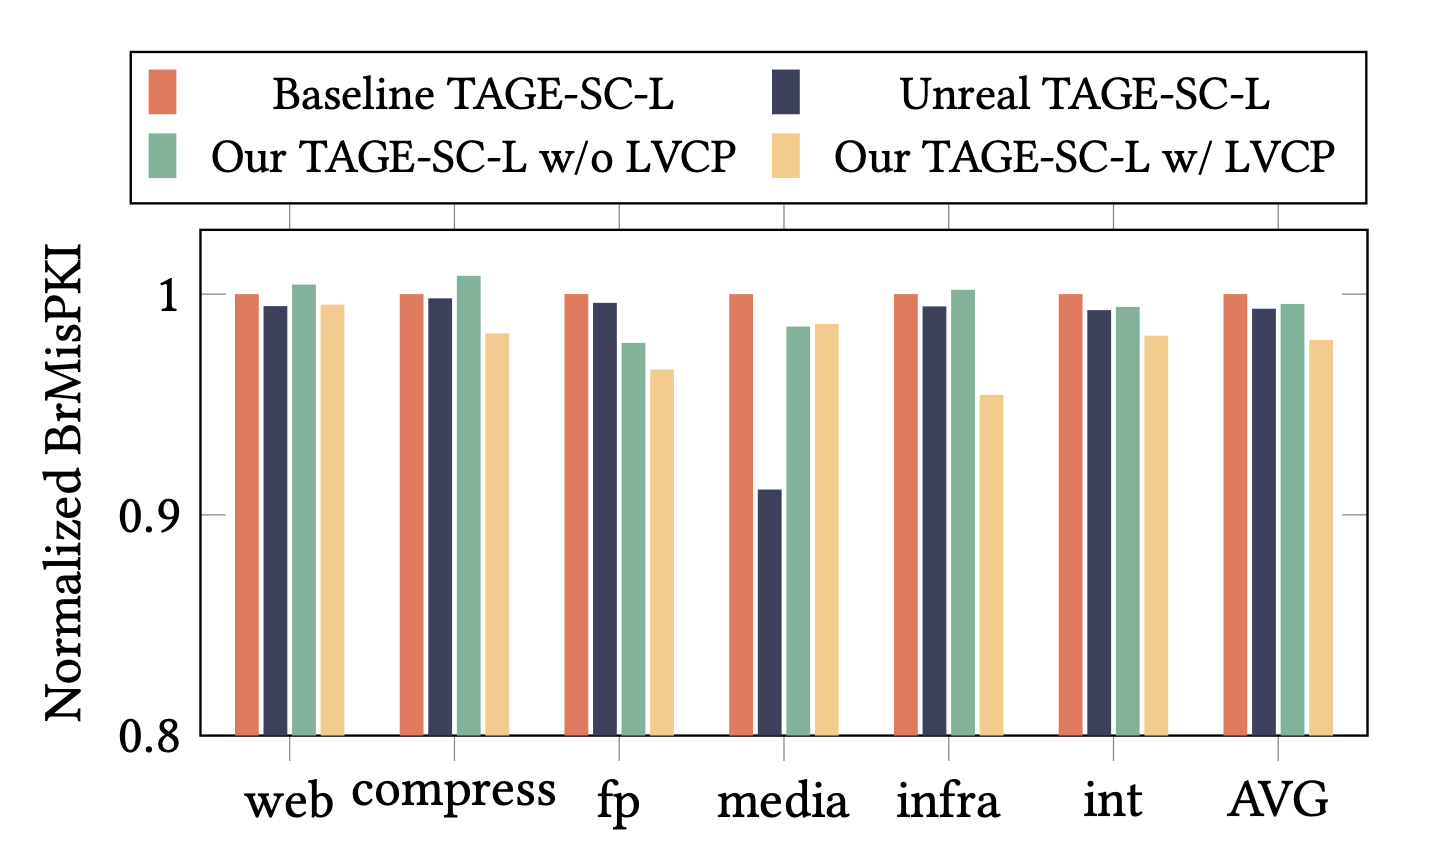 Baseline TAGE-SC-L Unreal TAGE-SC-L
Our TAGE-SC-L w/o LVCP Our TAGE-SC-L w/ LVCP
Normalized BrMisPKI
1
0.9
0.8
web compress fp media infra int AVG